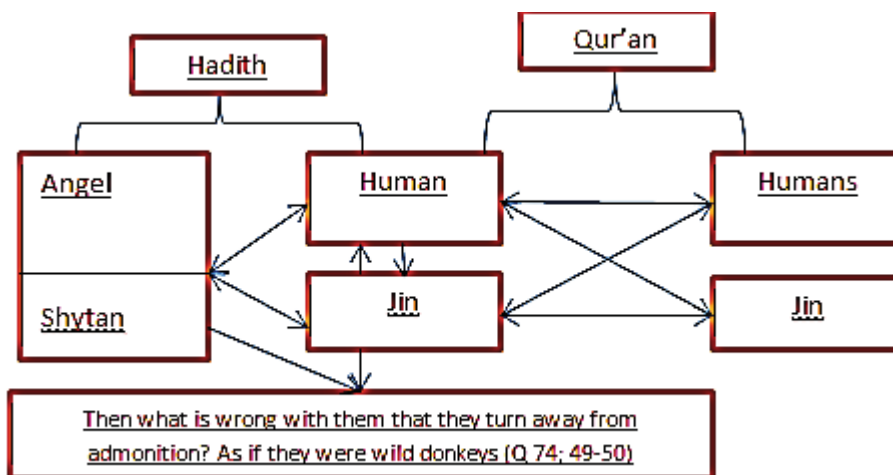 Hadith
Qur'an
Angel
Human
Humans
Shytan
Jin
Jin
Then what is wrong with them that they turn away from
admonition? As if they were wild donkeys (Q 74; 49-50)